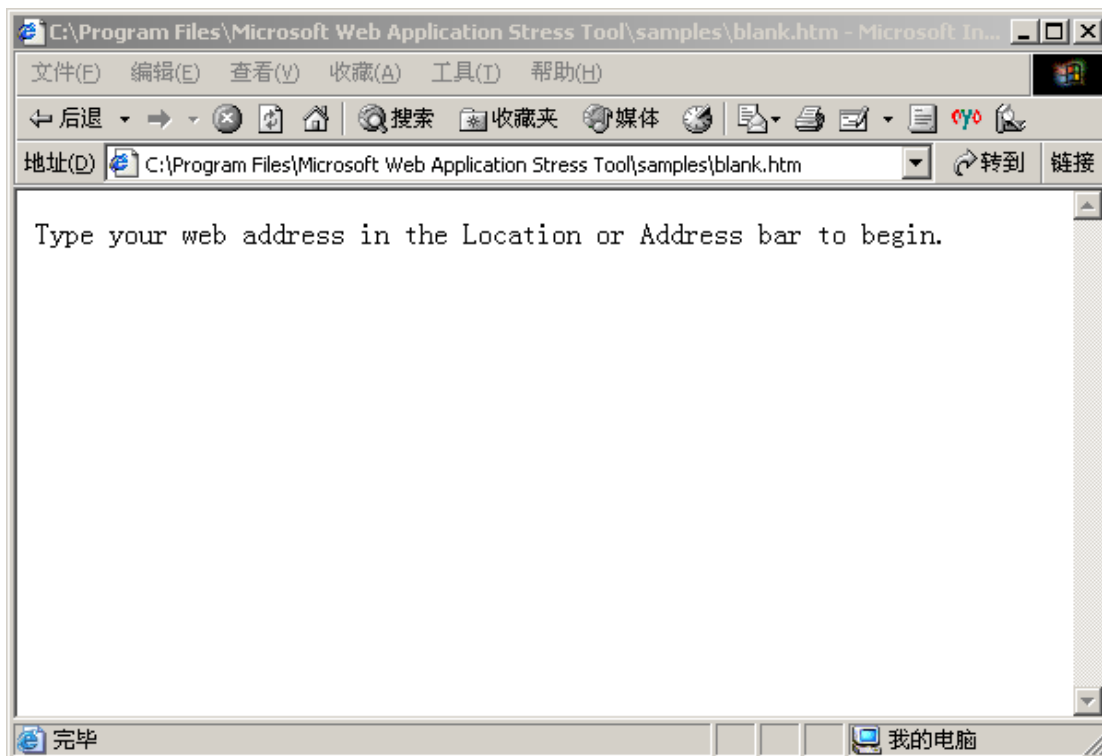 C:\Program Files\Microsoft Web Application Stress Tool\samples\blank.htm - Microsoft In...
文件(F) 编辑(E) 查看(V) 收藏(A) 工具(T) 帮助(H)
后退 搜索 收藏夹 媒体
地址(D) C:\Program Files\Microsoft Web Application Stress Tool\samples\blank.htm 转到 链接
Type your web address in the Location or Address bar to begin.
完毕 我的电脑